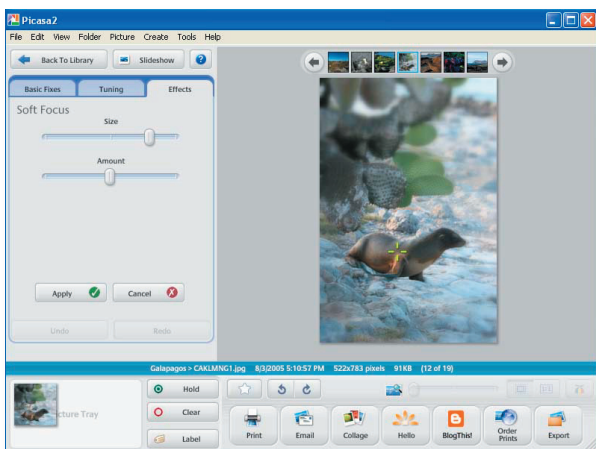 Picasa2
File Edit View Folder Picture Create Tools Help
Back To Library Slideshow ?
Basic Fixes Tuning Effects
Soft Focus
Size
Amount
Apply Cancel
Undo Redo
Galapagos > CAKLMNG1.jpg 8/3/2005 5:10:57 PM 522x783 pixels 91KB (12 of 19)
Hold
cture Tray Clear
Label
Print Email Collage Hello BlogThis! Order Prints Export